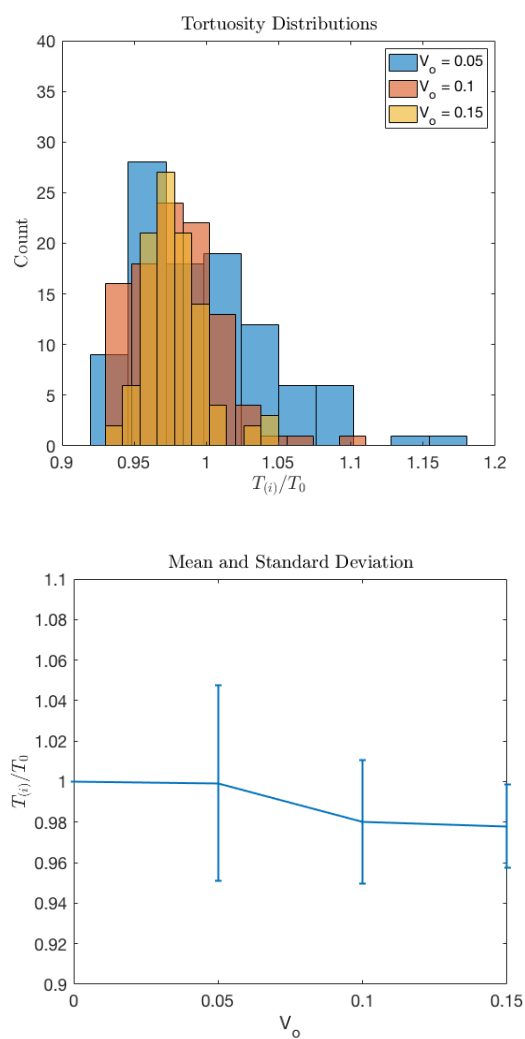 Tortuosity Distributions
40
35
30
25
20
15
10
5
0
Count
V_o = 0.05
V_o = 0.1
V_o = 0.15
0.9 0.95 1 1.05 1.1 1.15 1.2
T_(i)/T_0
Mean and Standard Deviation
1.1
1.08
1.06
1.04
1.02
1
0.98
0.96
0.94
0.92
0.9
T_(i)/T_0
0 0.05 0.1 0.15
V_o